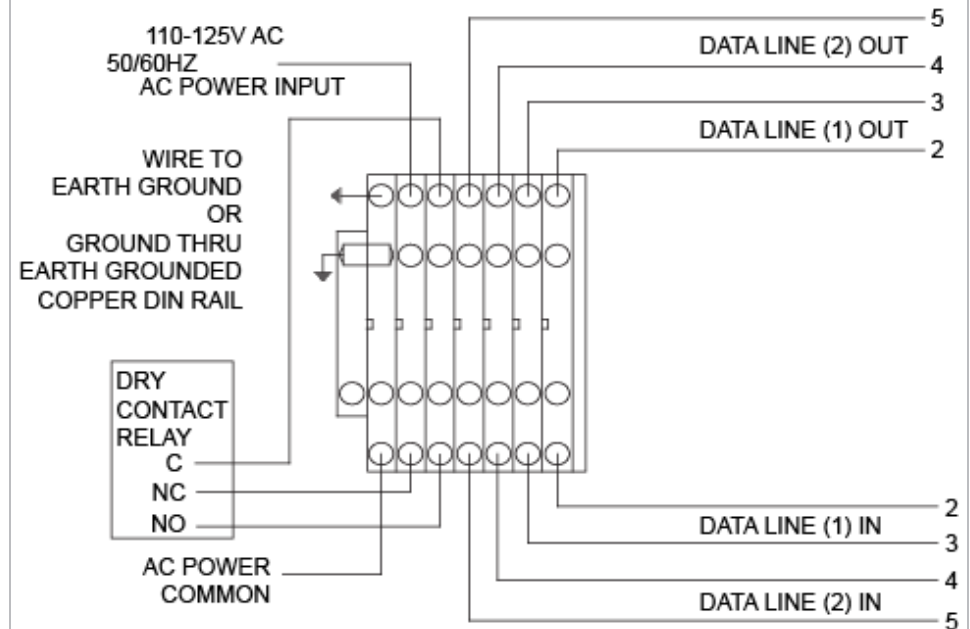 110-125V AC
50/60HZ
AC POWER INPUT
5
DATA LINE (2) OUT
4
3
DATA LINE (1) OUT
2
WIRE TO
EARTH GROUND
OR
GROUND THRU
EARTH GROUNDED
COPPER DIN RAIL
DRY
CONTACT
RELAY
C
NC
NO
AC POWER
COMMON
2
DATA LINE (1) IN
3
4
DATA LINE (2) IN
5